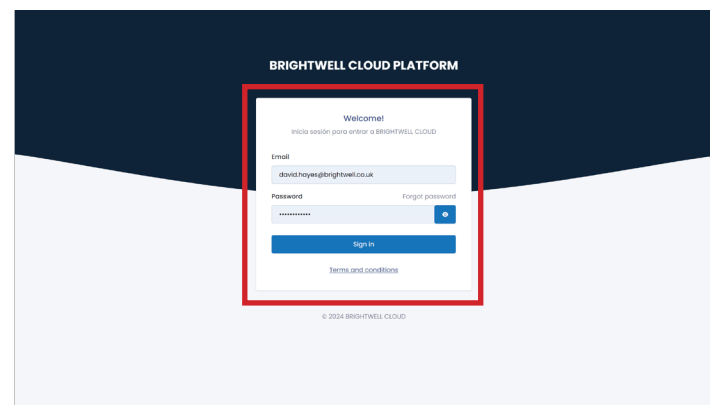 BRIGHTWELL CLOUD PLATFORM
Welcome!
Inicia sesión para entrar a BRIGHTWELL CLOUD
Email
david.hayes@brightwell.co.uk
Password Forgot password
••••••••••••
Sign in
Terms and conditions
© 2024 BRIGHTWELL CLOUD